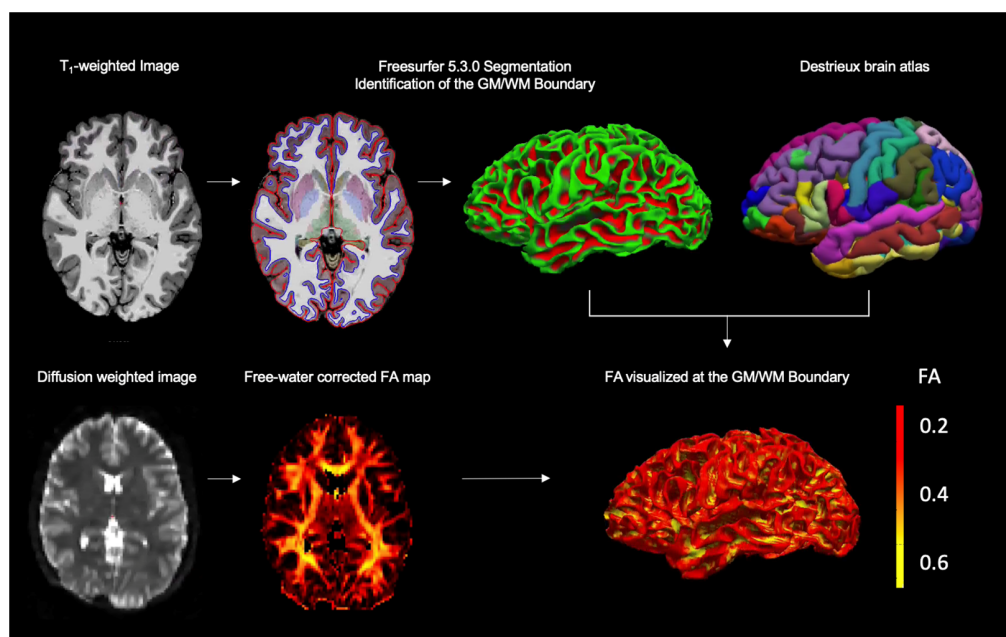 T₁-weighted Image
Freesurfer 5.3.0 Segmentation
Identification of the GM/WM Boundary
Destrieux brain atlas
Diffusion weighted image
Free-water corrected FA map
FA visualized at the GM/WM Boundary
FA
0.2
0.4
0.6